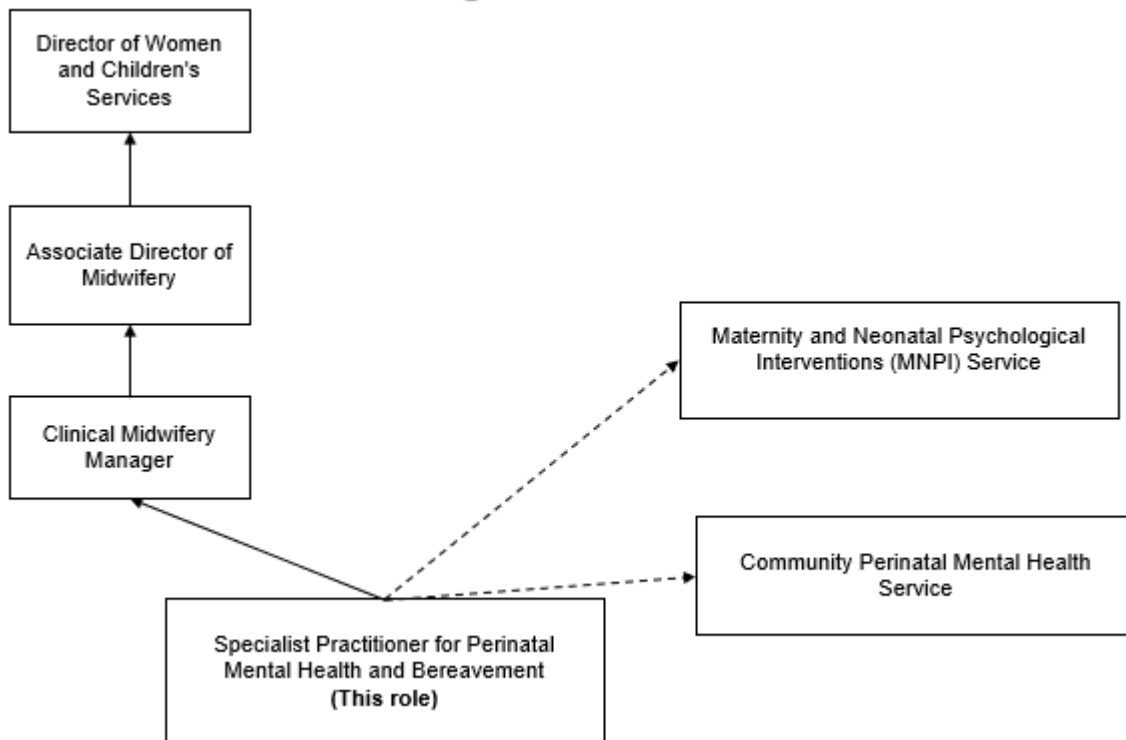 Director of Women
and Children's
Services
Associate Director of
Midwifery
Maternity and Neonatal Psychological
Interventions (MNPI) Service
Clinical Midwifery
Manager
Community Perinatal Mental Health
Service
Specialist Practitioner for Perinatal
Mental Health and Bereavement
(This role)